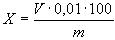 X = V · 0,01 · 100 / m